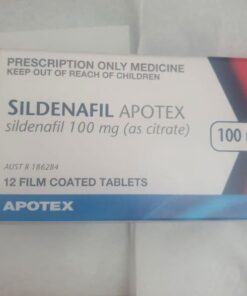 PRESCRIPTION ONLY MEDICINE
KEEP OUT OF REACH OF CHILDREN
SILDENAFIL APOTEX
sildenafil 100 mg (as citrate)
100
AUST R 186284
12 FILM COATED TABLETS
APOTEX